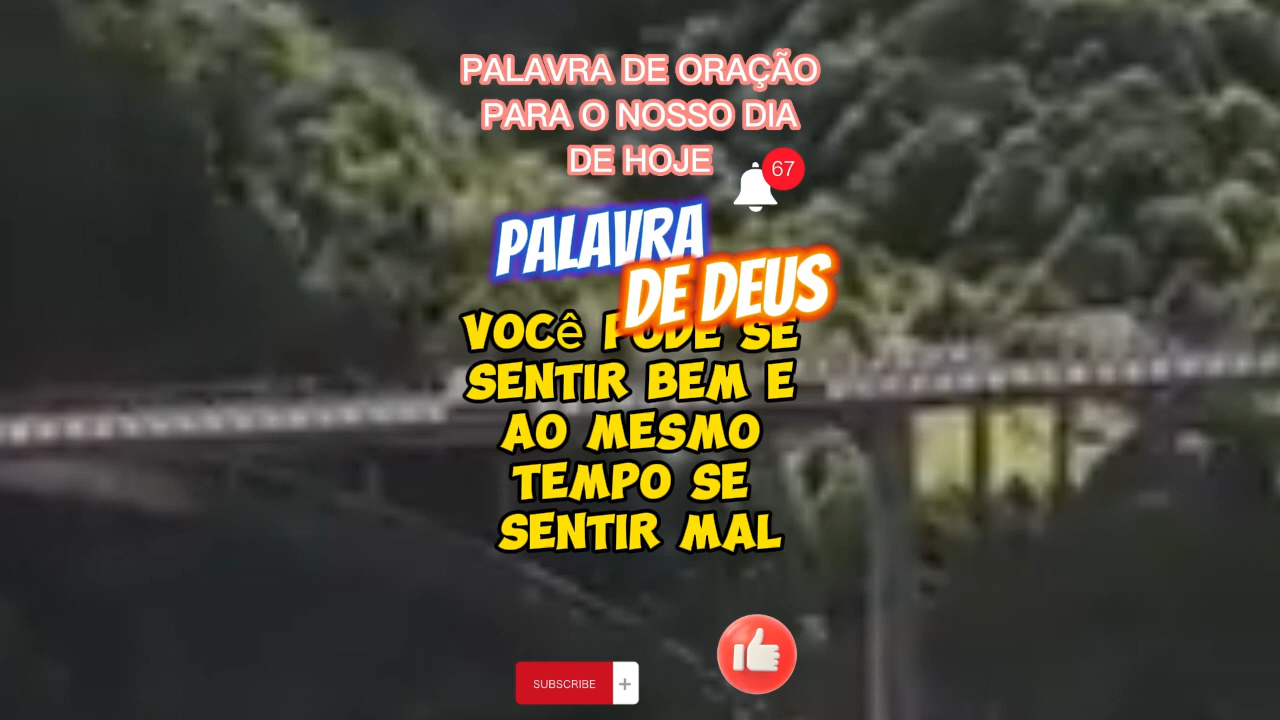 PALAVRA DE ORAÇÃO
PARA O NOSSO DIA
DE HOJE
67
PALAVRA
DE DEUS
VOCê PODE SE
SENTIR BEM E
AO MESMO
TEMPO SE
SENTIR MAL
SUBSCRIBE